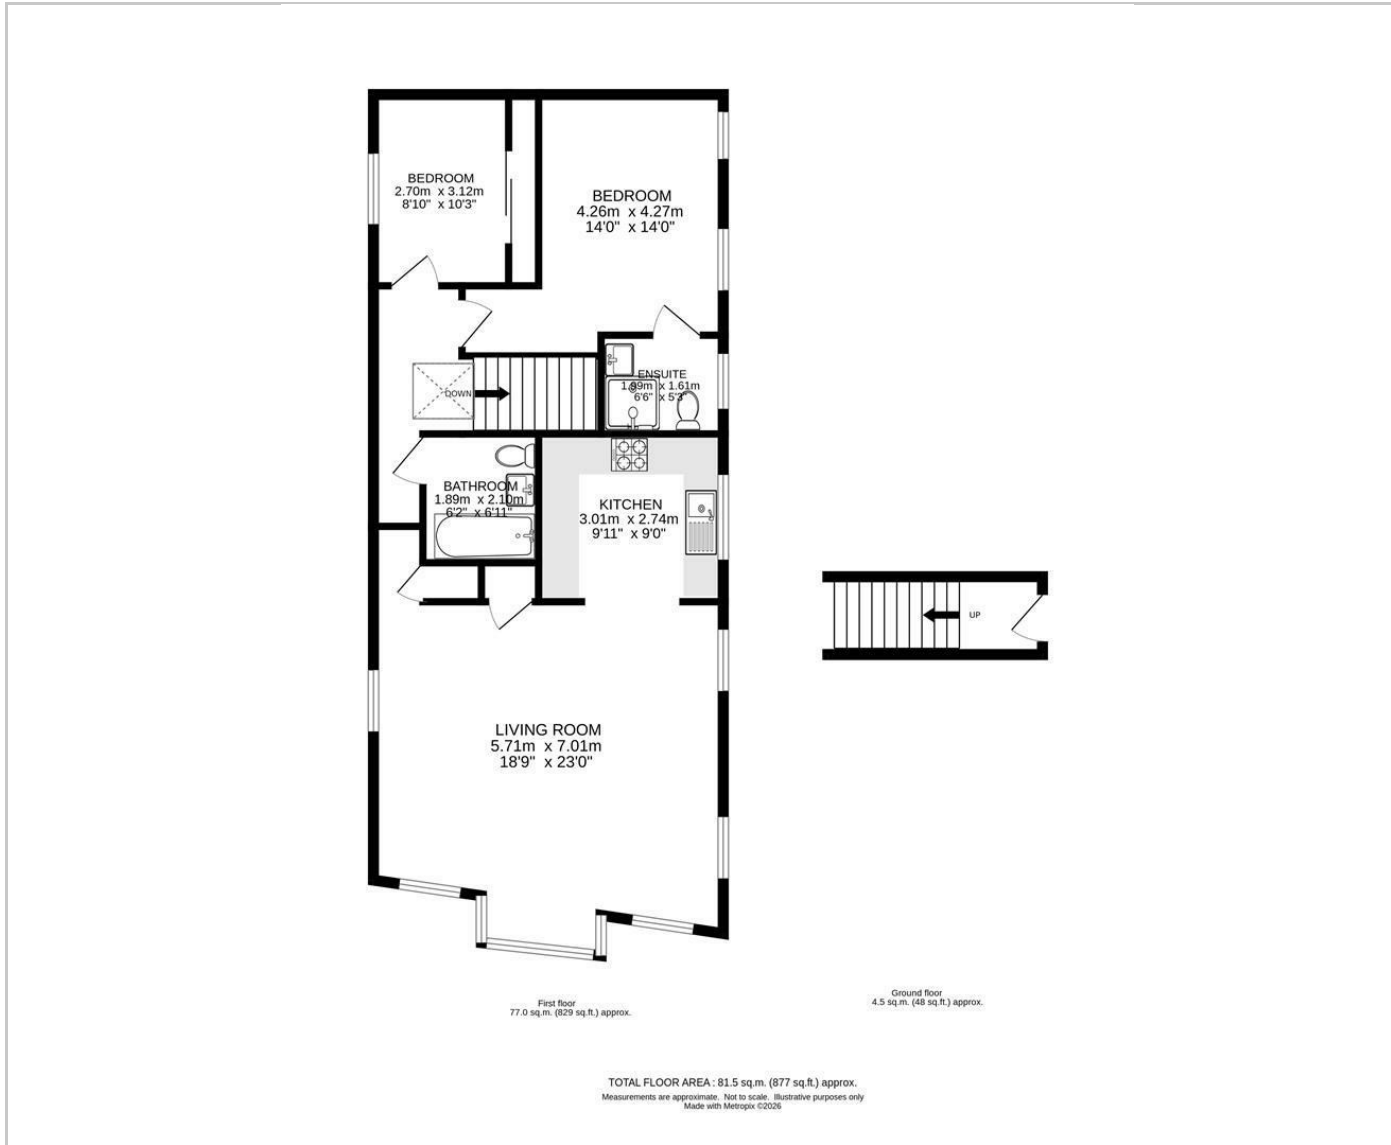 BEDROOM
2.70m x 3.12m
8'10" x 10'3"
BEDROOM
4.26m x 4.27m
14'0" x 14'0"
ENSUITE
1.99m x 1.61m
6'6" x 5'3"
DOWN
BATHROOM
1.89m x 2.10m
6'2" x 6'11"
KITCHEN
3.01m x 2.74m
9'11" x 9'0"
UP
LIVING ROOM
5.71m x 7.01m
18'9" x 23'0"
First floor
77.0 sq.m. (829 sq.ft.) approx.
Ground floor
4.5 sq.m. (48 sq.ft.) approx.
TOTAL FLOOR AREA : 81.5 sq.m. (877 sq.ft.) approx.
Measurements are approximate. Not to scale. Illustrative purposes only
Made with Metropix ©2026